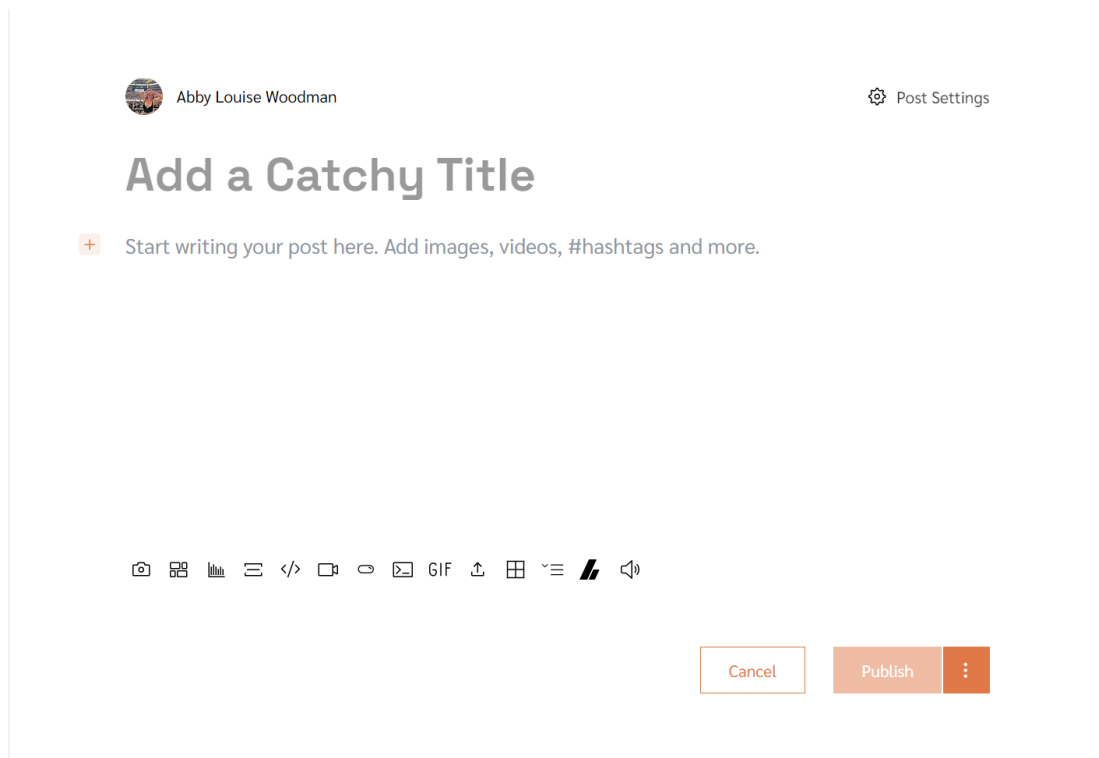 Abby Louise Woodman
Post Settings
Add a Catchy Title
Start writing your post here. Add images, videos, #hashtags and more.
GIF
Cancel
Publish